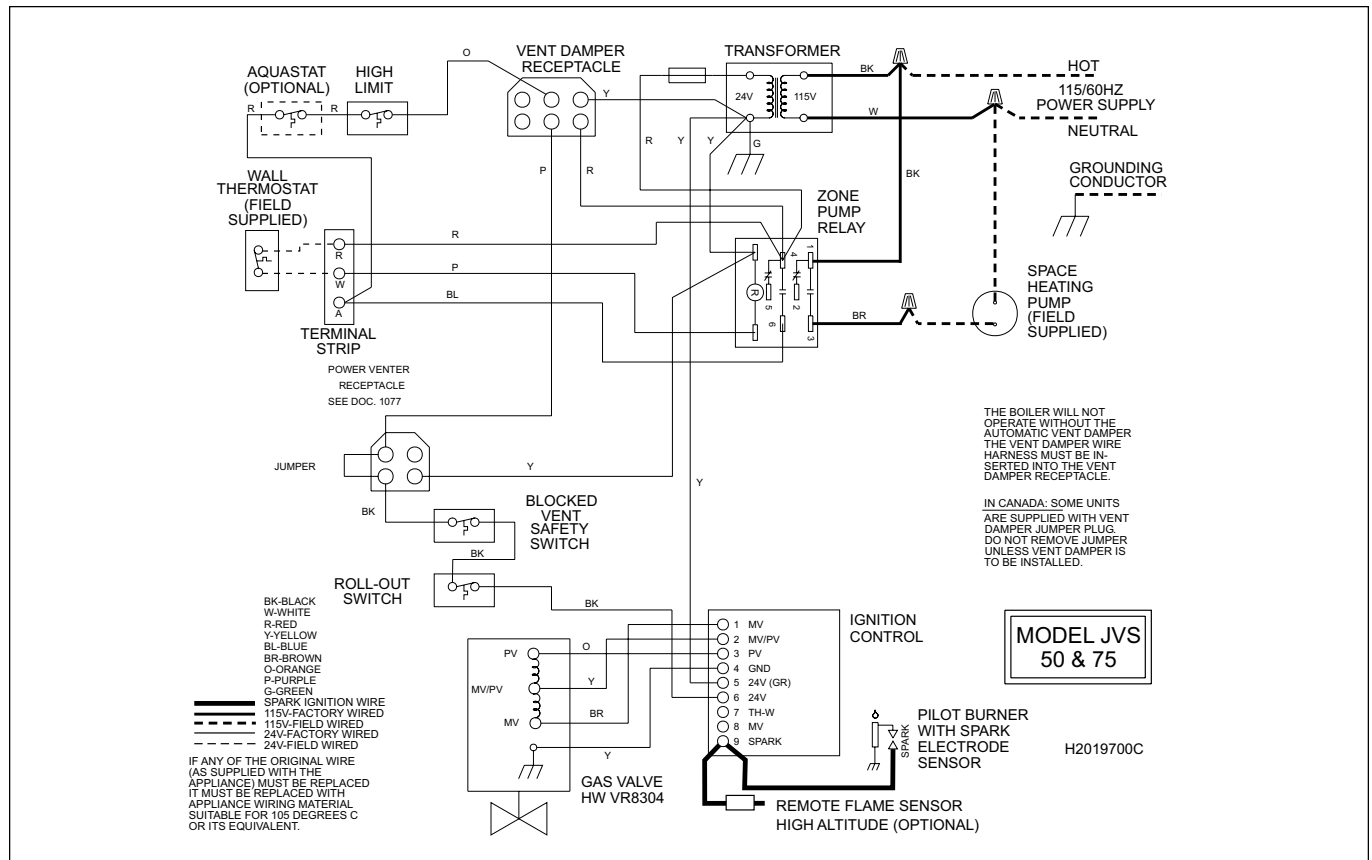 O
VENT DAMPER
RECEPTACLE
TRANSFORMER
AQUASTAT
(OPTIONAL)
HIGH
LIMIT
R
R
R
Y
24V
115V
BK
HOT
115/60HZ
POWER SUPPLY
W
NEUTRAL
G
P
R
R
Y
Y
BK
WALL
THERMOSTAT
(FIELD
SUPPLIED)
ZONE
PUMP
RELAY
GROUNDING
CONDUCTOR
R
R
P
W
BL
A
TERMINAL
STRIP
1
4
R
5
2
6
3
BR
SPACE
HEATING
PUMP
(FIELD
SUPPLIED)
POWER VENTER
RECEPTACLE
SEE DOC. 1077
JUMPER
Y
Y
BK
BLOCKED
VENT
SAFETY
SWITCH
BK
ROLL-OUT
SWITCH
BK
THE BOILER WILL NOT
OPERATE WITHOUT THE
AUTOMATIC VENT DAMPER
THE VENT DAMPER WIRE
HARNESS MUST BE IN-
SERTED INTO THE VENT
DAMPER RECEPTACLE.
IN CANADA: SOME UNITS
ARE SUPPLIED WITH VENT
DAMPER JUMPER PLUG.
DO NOT REMOVE JUMPER
UNLESS VENT DAMPER IS
TO BE INSTALLED.
BK-BLACK
W-WHITE
R-RED
Y-YELLOW
BL-BLUE
BR-BROWN
O-ORANGE
P-PURPLE
G-GREEN
SPARK IGNITION WIRE
115V-FACTORY WIRED
115V-FIELD WIRED
24V-FACTORY WIRED
24V-FIELD WIRED
IF ANY OF THE ORIGINAL WIRE
(AS SUPPLIED WITH THE
APPLIANCE) MUST BE REPLACED
IT MUST BE REPLACED WITH
APPLIANCE WIRING MATERIAL
SUITABLE FOR 105 DEGREES C
OR ITS EQUIVALENT.
PV
O
MV/PV
Y
MV
BR
Y
GAS VALVE
HW VR8304
1 MV
2 MV/PV
3 PV
4 GND
5 24V (GR)
6 24V
7 TH-W
8 MV
9 SPARK
IGNITION
CONTROL
SPARK
PILOT BURNER
WITH SPARK
ELECTRODE
SENSOR
REMOTE FLAME SENSOR
HIGH ALTITUDE (OPTIONAL)
MODEL JVS
50 & 75
H2019700C